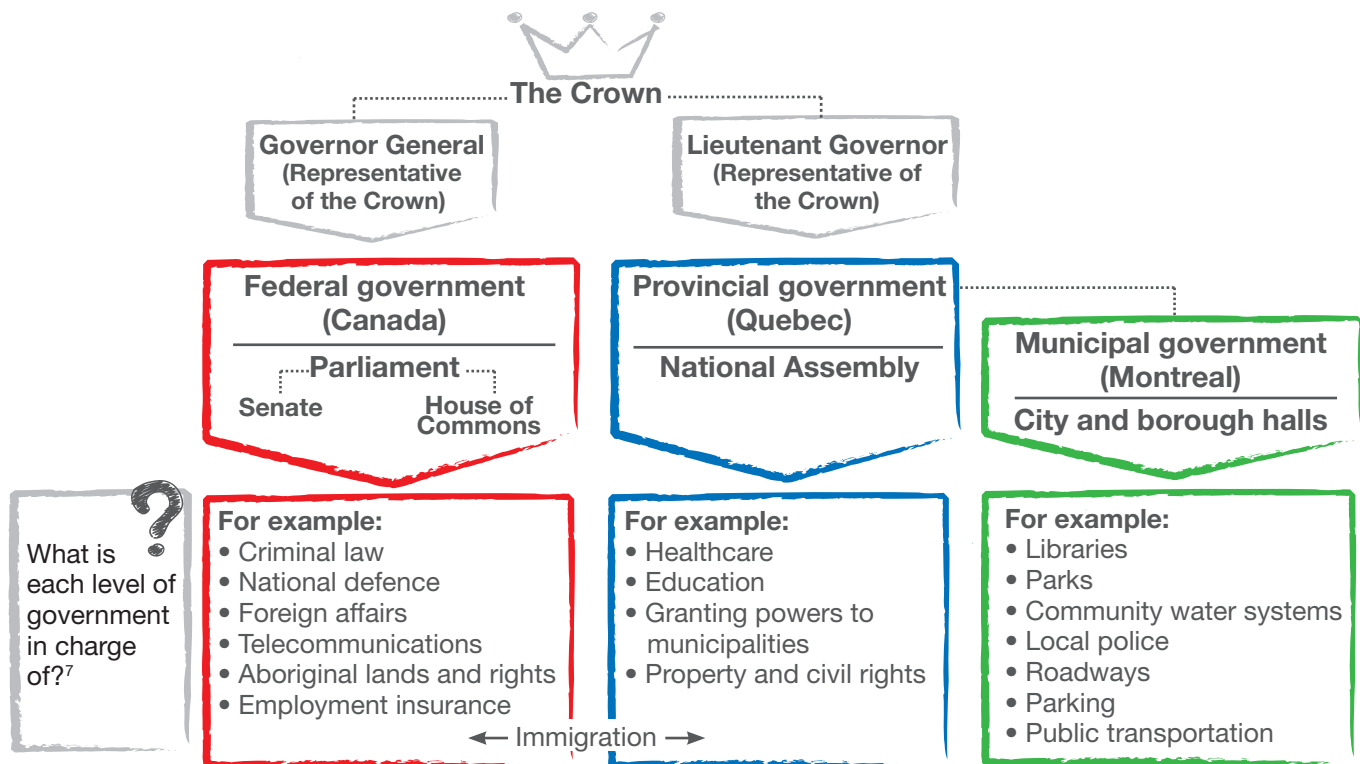 The Crown
Governor General
(Representative
of the Crown)
Lieutenant Governor
(Representative of
the Crown)
Federal government
(Canada)
Parliament
Senate
House of
Commons
Provincial government
(Quebec)
National Assembly
Municipal government
(Montreal)
City and borough halls
?
What is
each level of
government
in charge
of?⁷
For example:
• Criminal law
• National defence
• Foreign affairs
• Telecommunications
• Aboriginal lands and rights
• Employment insurance
For example:
• Healthcare
• Education
• Granting powers to
municipalities
• Property and civil rights
← Immigration →
For example:
• Libraries
• Parks
• Community water systems
• Local police
• Roadways
• Parking
• Public transportation